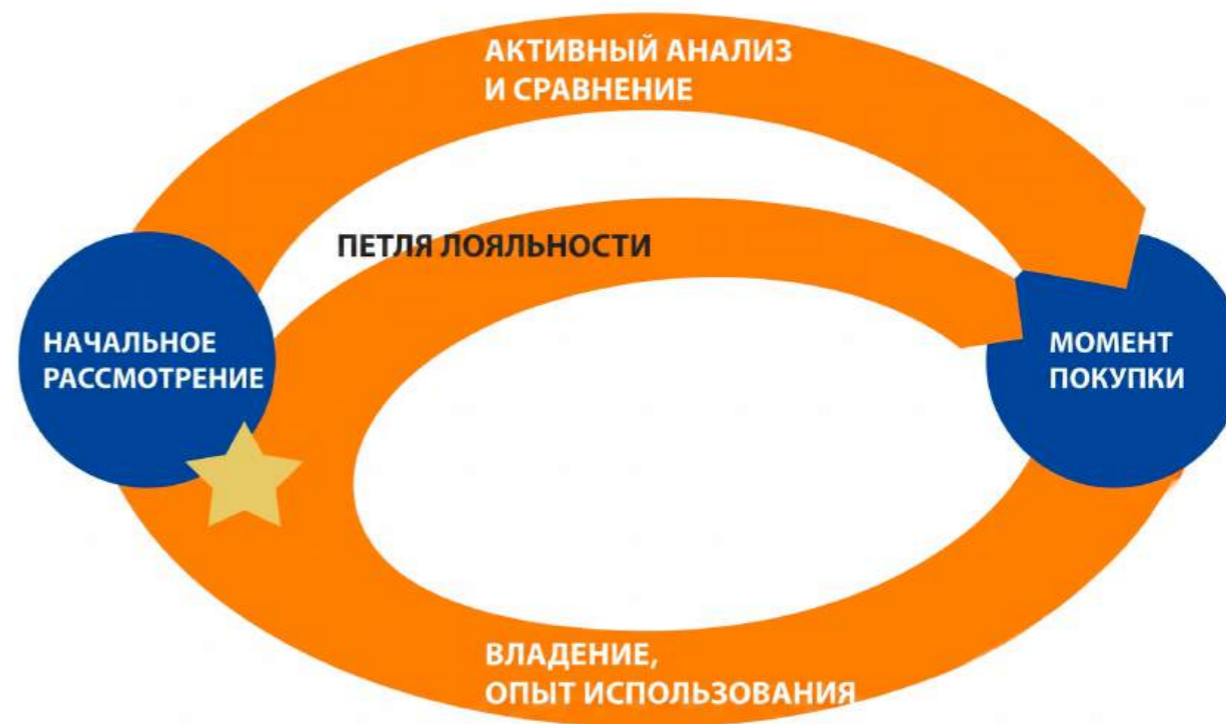 АКТИВНЫЙ АНАЛИЗ
И СРАВНЕНИЕ
ПЕТЛЯ ЛОЯЛЬНОСТИ
НАЧАЛЬНОЕ
РАССМОТРЕНИЕ
МОМЕНТ
ПОКУПКИ
ВЛАДЕНИЕ,
ОПЫТ ИСПОЛЬЗОВАНИЯ